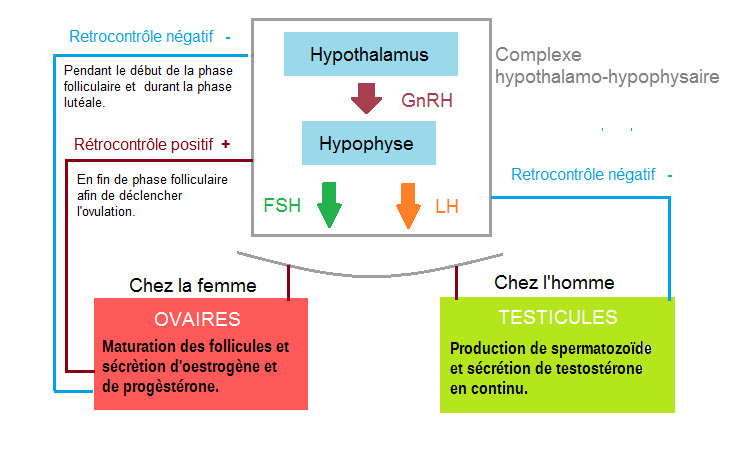 Retrocontrôle négatif -
Pendant le début de la phase
folliculaire et durant la phase
lutéale.
Rétrocontrôle positif +
En fin de phase folliculaire
afin de déclencher
l'ovulation.
Hypothalamus
GnRH
Hypophyse
FSH
LH
Complexe
hypothalamo-hypophysaire
Retrocontrôle négatif -
Chez la femme
OVAIRES
Maturation des follicules et
sécrètion d'oestrogène et
de progèstérone.
Chez l'homme
TESTICULES
Production de spermatozoïde
et sécrétion de testostérone
en continu.